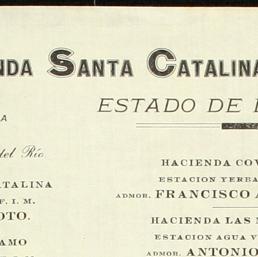 NDA SANTA CATALINA
ESTADO DE
A
del Río.
ATALINA
F. I. M.
OTO.
AMO
HACIENDA COV
ESTACION YERBA
ADMOR. FRANCISCO A
HACIENDA LAS M
ESTACION AGUA V
ADMOR. ANTONIO